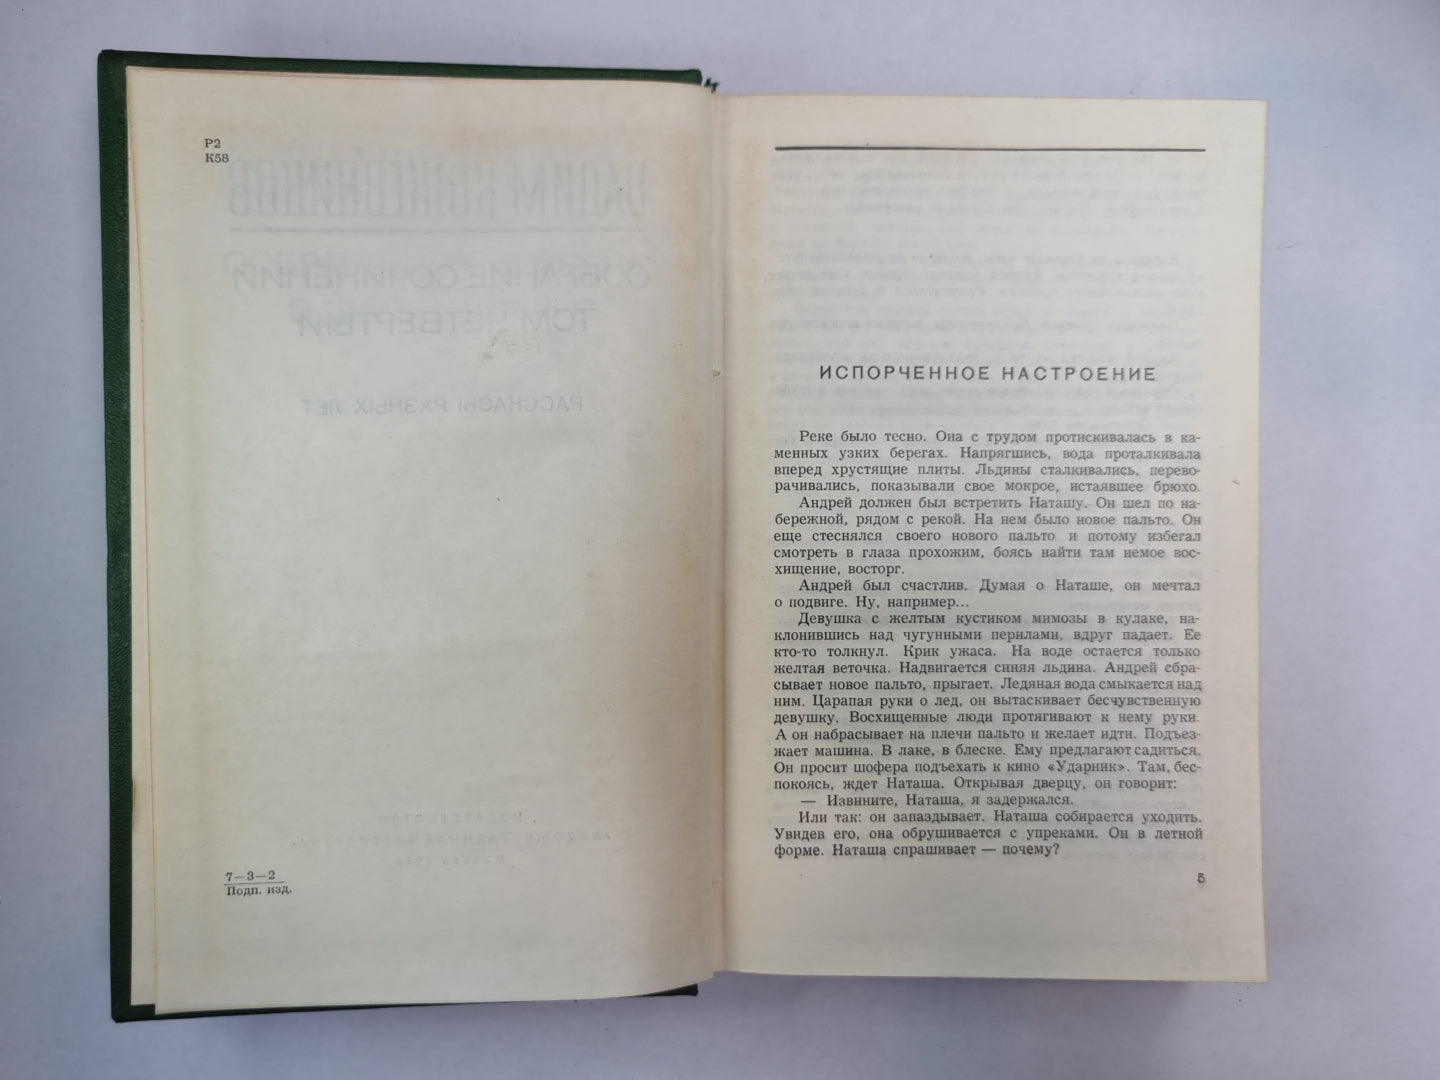 Р2
К58
7—3—2
Подп. изд.
ИСПОРЧЕННОЕ НАСТРОЕНИЕ
Реке было тесно. Она с трудом протискивалась в ка-
менных узких берегах. Напрягшись, вода проталкивала
вперед хрустящие плиты. Льдины сталкивались, перево-
рачивались, показывали свое мокрое, истаявшее брюхо.
Андрей должен был встретить Наташу. Он шел по на-
бережной, рядом с рекой. На нем было новое пальто. Он
еще стеснялся своего нового пальто и потому избегал
смотреть в глаза прохожим, боясь найти там немое вос-
хищение, восторг.
Андрей был счастлив. Думая о Наташе, он мечтал
о подвиге. Ну, например...
Девушка с желтым кустиком мимозы в кулаке, на-
клонившись над чугунными перилами, вдруг падает. Ее
кто-то толкнул. Крик ужаса. На воде остается только
желтая веточка. Надвигается синяя льдина. Андрей сбра-
сывает новое пальто, прыгает. Ледяная вода смыкается над
ним. Царапая руки о лед, он вытаскивает бесчувственную
девушку. Восхищенные люди протягивают к нему руки.
А он набрасывает на плечи пальто и желает идти. Подъез-
жает машина. В лаке, в блеске. Ему предлагают садиться.
Он просит шофера подъехать к кино «Ударник». Там, бес-
покоясь, ждет Наташа. Открывая дверцу, он говорит:
— Извините, Наташа, я задержался.
Или так: он запаздывает. Наташа собирается уходить.
Увидев его, она обрушивается с упреками. Он в летной
форме. Наташа спрашивает — почему?
5